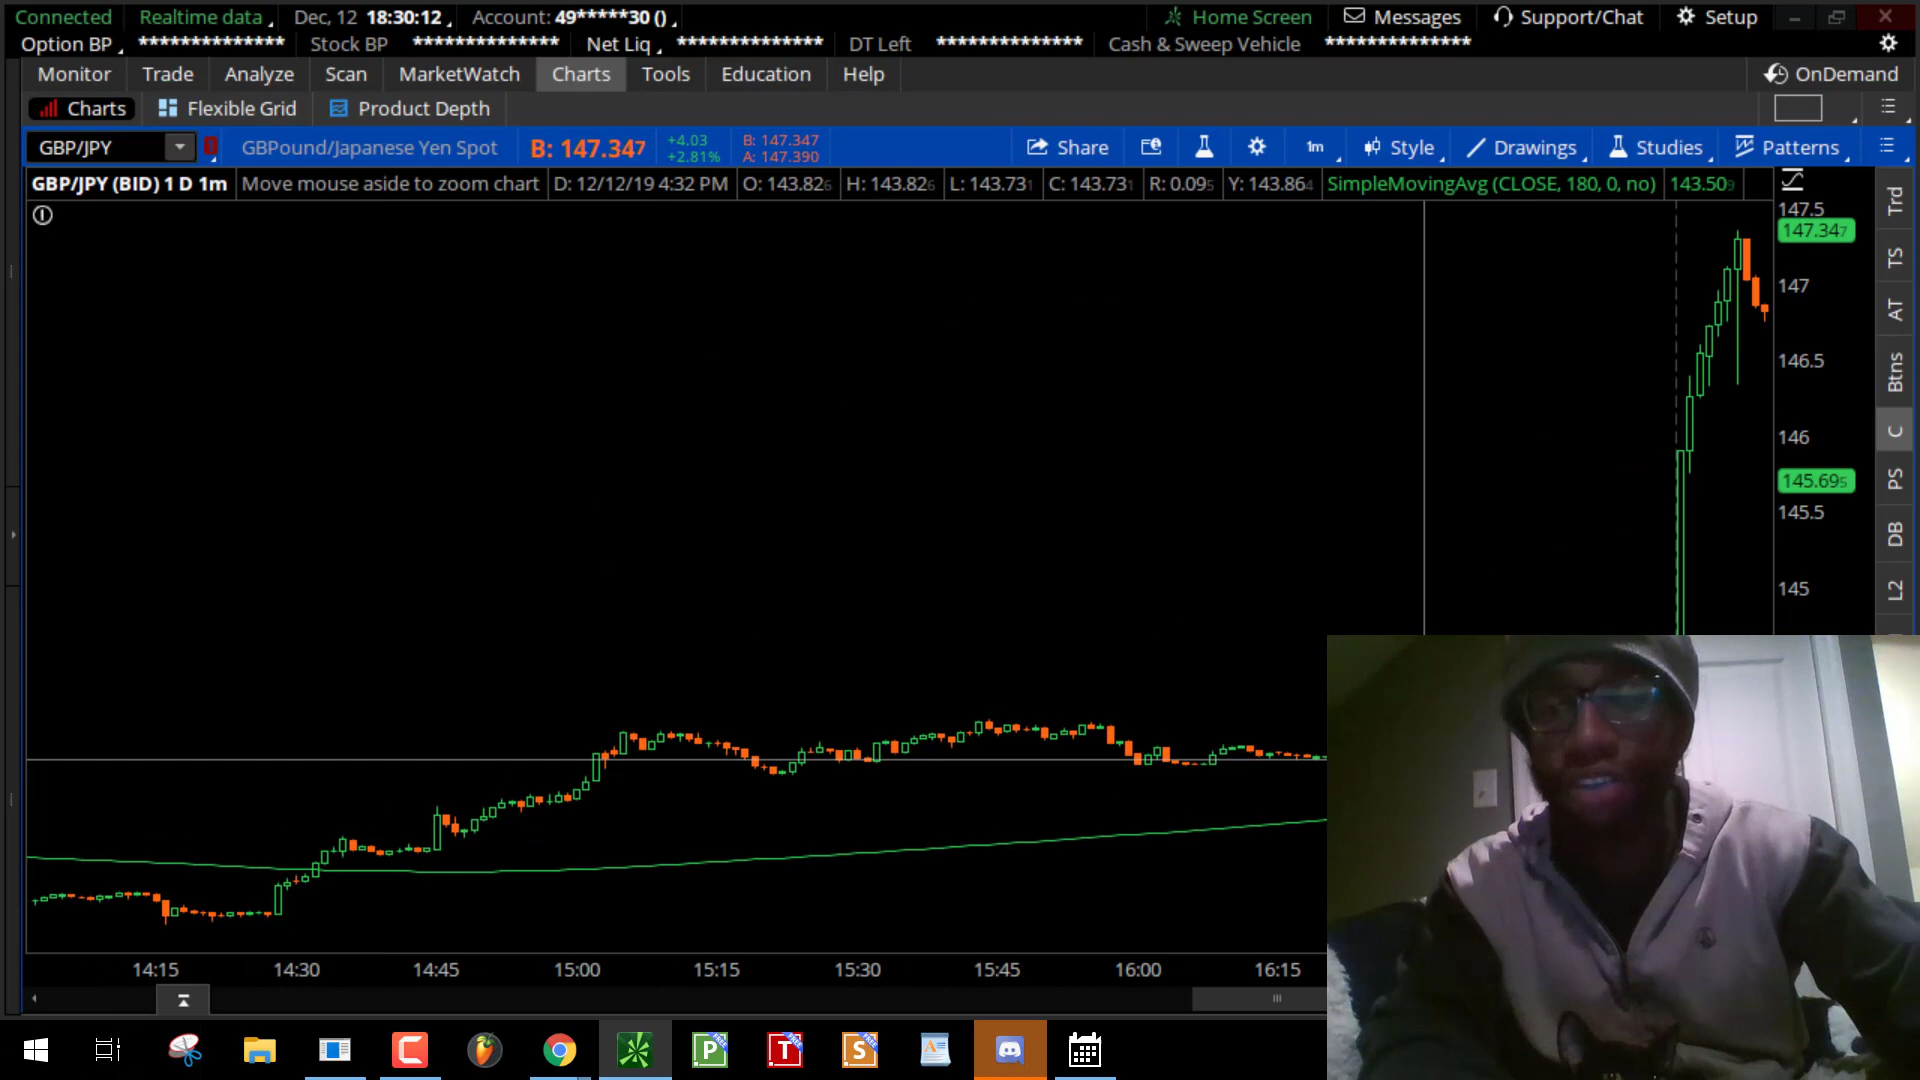 Connected Realtime data Dec, 12 18:30:12 Account: 49*****30 () Home Screen Messages Support/Chat Setup
Option BP ************** Stock BP ************** Net Liq ************** DT Left ************** Cash & Sweep Vehicle **************
Monitor Trade Analyze Scan MarketWatch Charts Tools Education Help OnDemand
Charts Flexible Grid Product Depth
GBP/JPY GBPound/Japanese Yen Spot B: 147.347 +4.03 B: 147.347 Share 1m Style Drawings Studies Patterns
+2.81% A: 147.390
GBP/JPY (BID) 1 D 1m Move mouse aside to zoom chart D: 12/12/19 4:32 PM O: 143.826 H: 143.826 L: 143.731 C: 143.731 R: 0.095 Y: 143.864 SimpleMovingAvg (CLOSE, 180, 0, no) 143.509
147.5
147.347
147
146.5
146
145.695
145.5
145
Trd
TS
AT
Btns
C
PS
DB
L2
14:15 14:30 14:45 15:00 15:15 15:30 15:45 16:00 16:15
P FREE T FREE S FREE